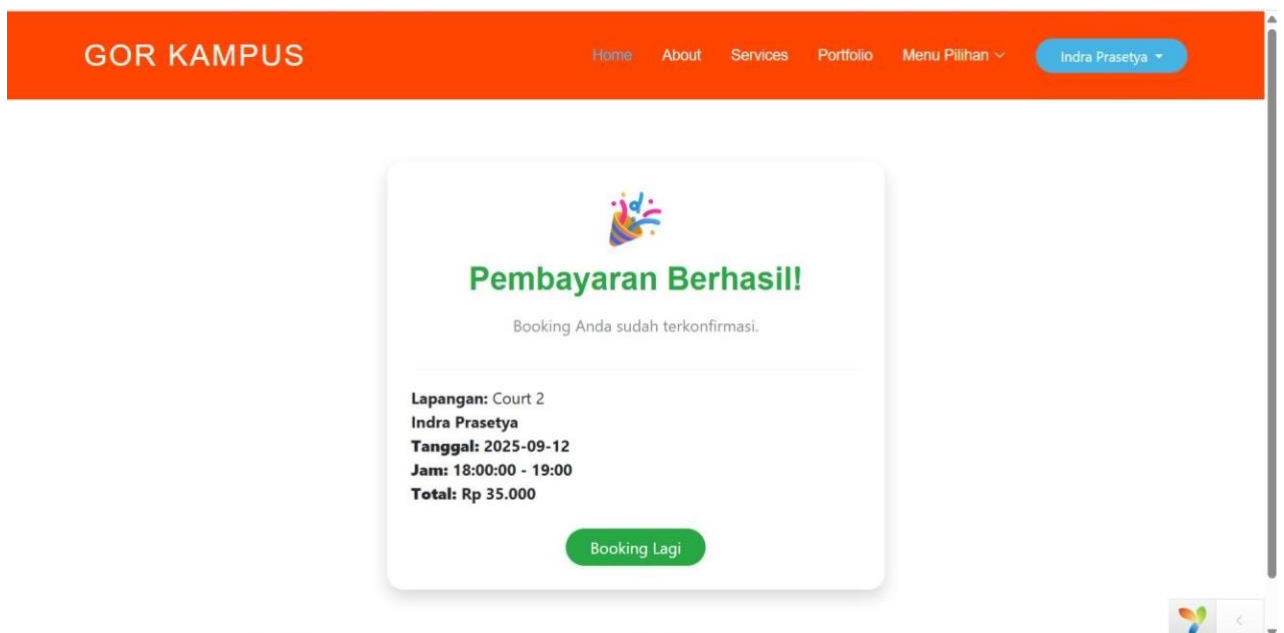 GOR KAMPUS
Home About Services Portfolio Menu Pilihan Indra Prasetya
Pembayaran Berhasil!
Booking Anda sudah terkonfirmasi.
Lapangan: Court 2
Indra Prasetya
Tanggal: 2025-09-12
Jam: 18:00:00 - 19:00
Total: Rp 35.000
Booking Lagi